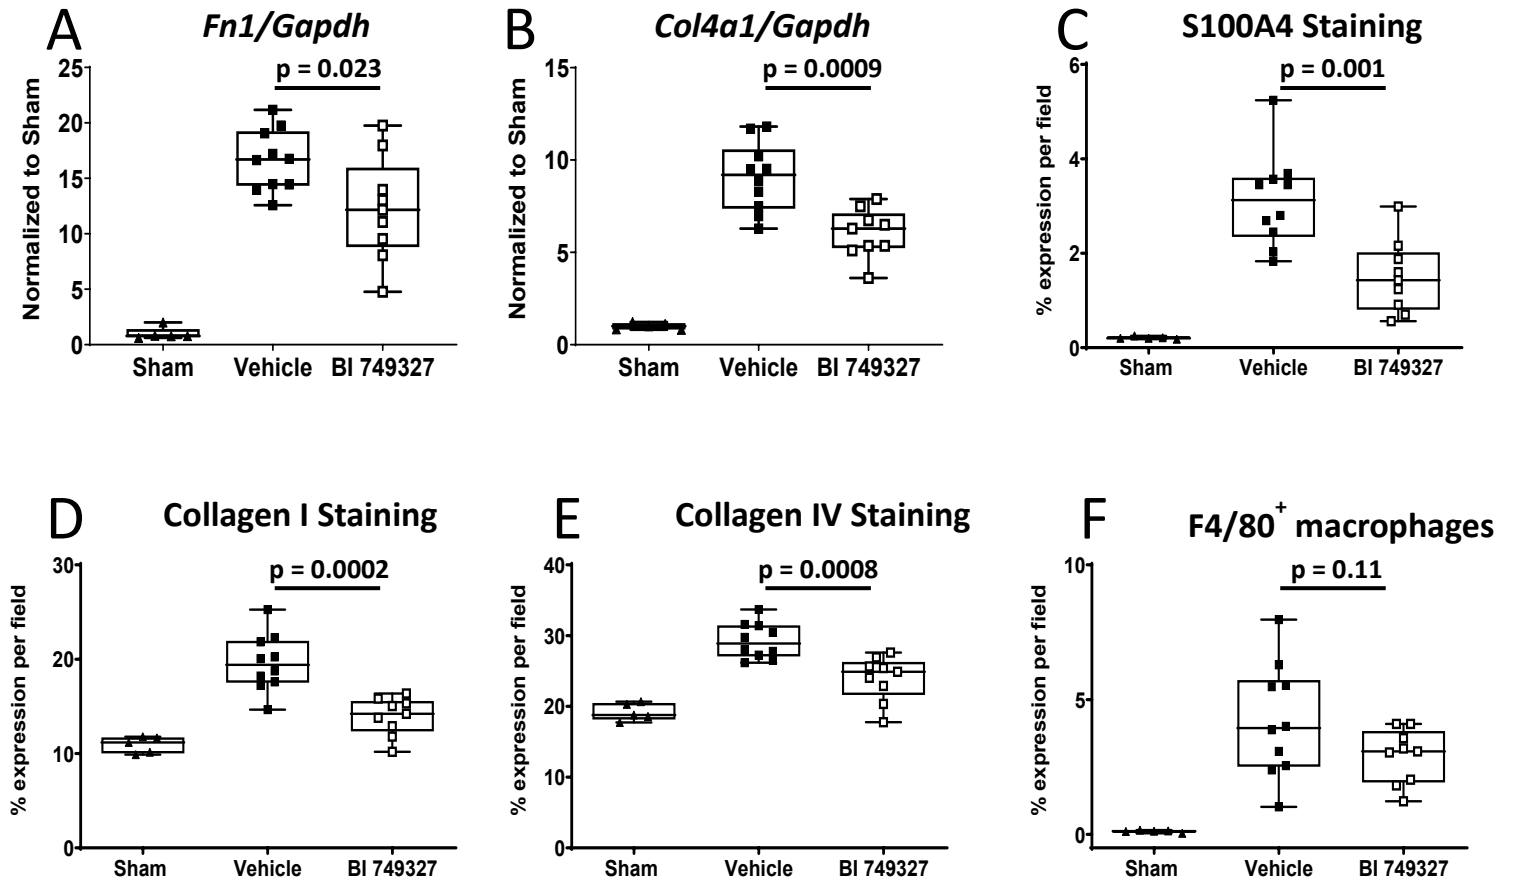 A
Fn1/Gapdh
p = 0.023
Normalized to Sham
25
20
15
10
5
0
Sham
Vehicle
BI 749327
B
Col4a1/Gapdh
p = 0.0009
Normalized to Sham
15
10
5
0
Sham
Vehicle
BI 749327
C
S100A4 Staining
p = 0.001
% expression per field
6
4
2
0
Sham
Vehicle
BI 749327
D
Collagen I Staining
p = 0.0002
% expression per field
30
20
10
0
Sham
Vehicle
BI 749327
E
Collagen IV Staining
p = 0.0008
% expression per field
40
30
20
10
0
Sham
Vehicle
BI 749327
F
F4/80+ macrophages
p = 0.11
% expression per field
10
5
0
Sham
Vehicle
BI 749327